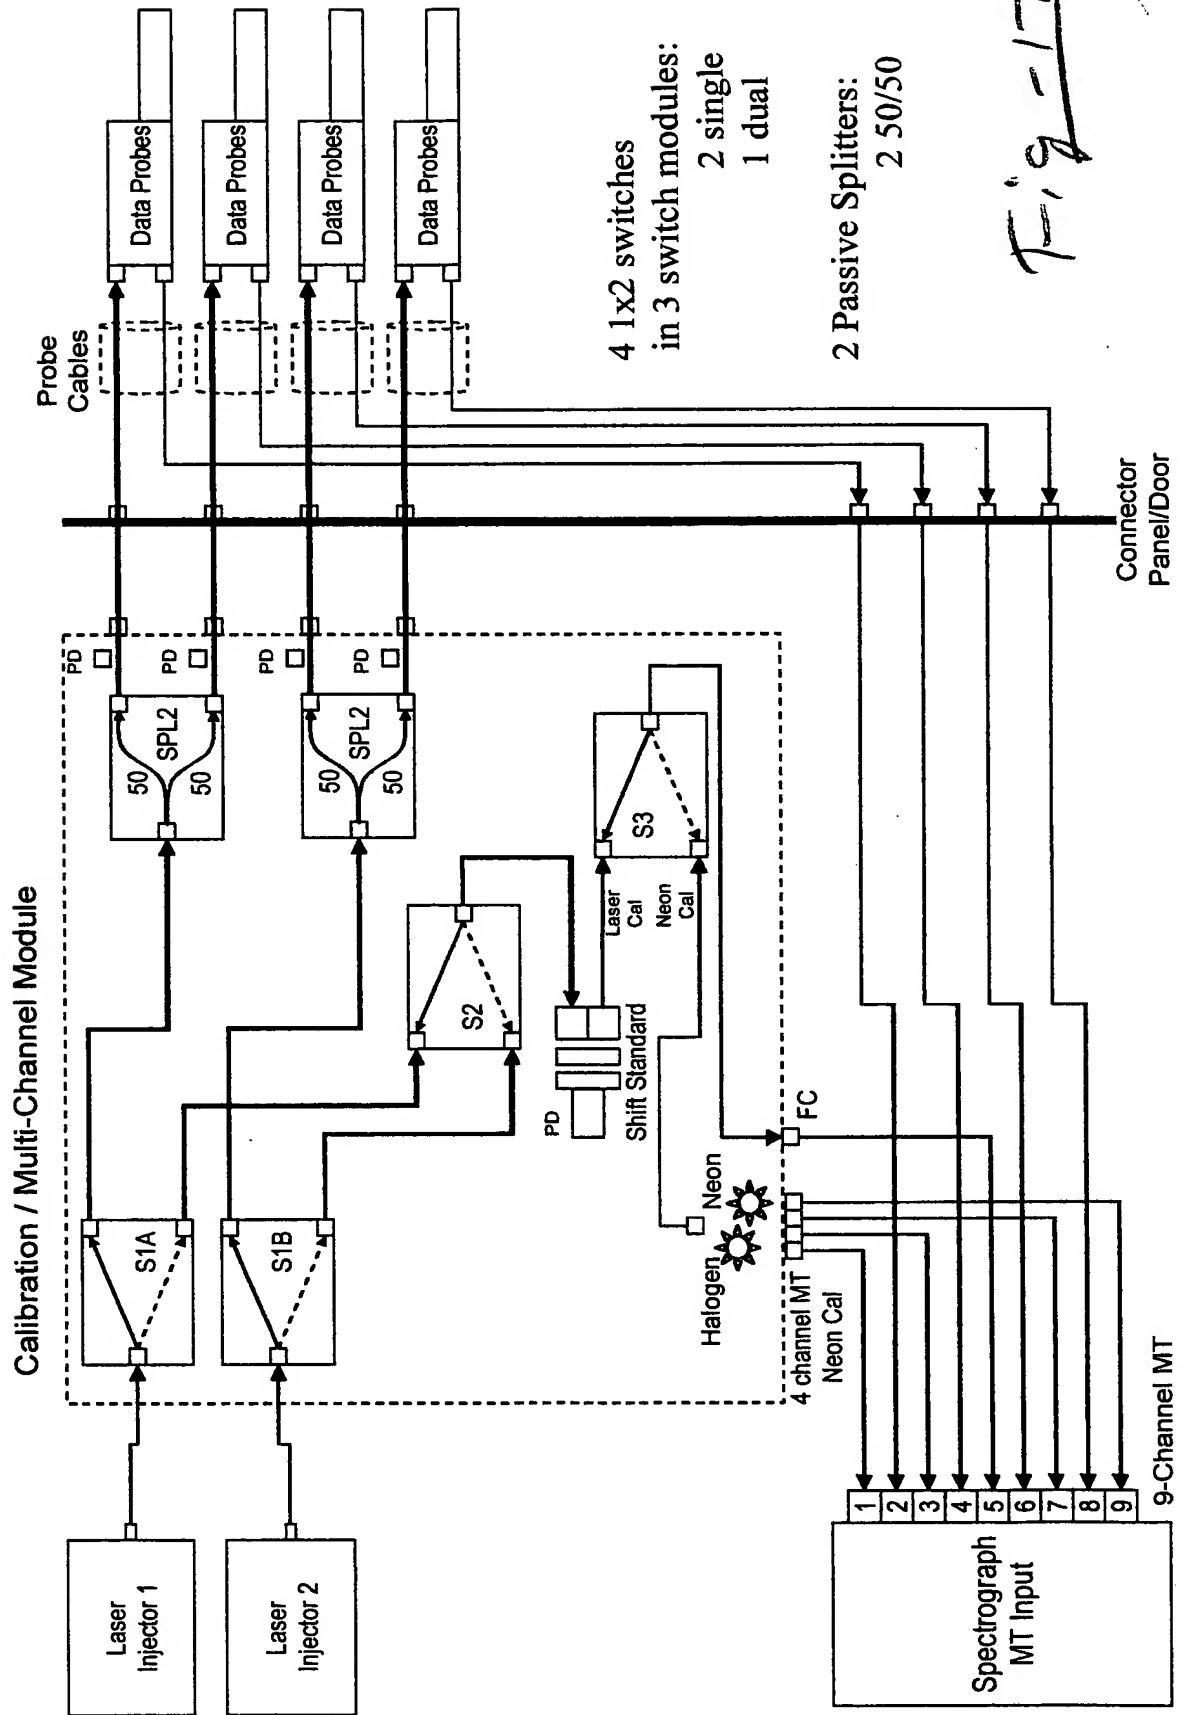 Calibration / Multi-Channel Module
Laser
Injector 1
Laser
Injector 2
S1A
S1B
50
50
SPL2
50
50
SPL2
PD
PD
PD
PD
Probe
Cables
Data Probes
Data Probes
Data Probes
Data Probes
S2
PD
Shift Standard
Laser
Cal
Neon
Cal
S3
Halogen
Neon
FC
4 channel MT
Neon Cal
Connector
Panel/Door
4 1x2 switches
in 3 switch modules:
2 single
1 dual
2 Passive Splitters:
2 50/50
Spectrograph
MT Input
1
2
3
4
5
6
7
8
9
9-Channel MT